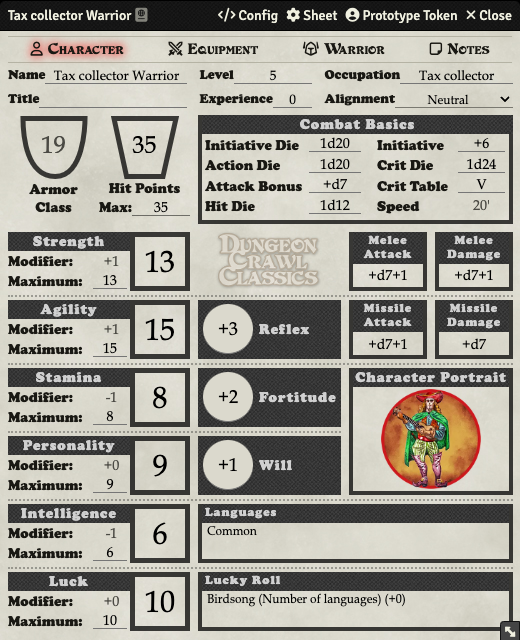 Tax collector Warrior Config Sheet Prototype Token Close
Character Equipment Warrior Notes
Name Tax collector Warrior Level 5 Occupation Tax collector
Title Experience 0 Alignment Neutral
19 35
Armor Class
Hit Points
Max: 35
Combat Basics
Initiative Die 1d20 Initiative +6
Action Die 1d20 Crit Die 1d24
Attack Bonus +d7 Crit Table V
Hit Die 1d12 Speed 20'
Strength
Modifier: +1
Maximum: 13
13
Dungeon
Crawl
Classics
Melee
Attack
+d7+1
Melee
Damage
+d7+1
Agility
Modifier: +1
Maximum: 15
15
+3 Reflex
Missile
Attack
+d7+1
Missile
Damage
+d7
Stamina
Modifier: -1
Maximum: 8
8
+2 Fortitude
Character Portrait
Personality
Modifier: +0
Maximum: 9
9
+1 Will
Intelligence
Modifier: -1
Maximum: 6
6
Languages
Common
Luck
Modifier: +0
Maximum: 10
10
Lucky Roll
Birdsong (Number of languages) (+0)